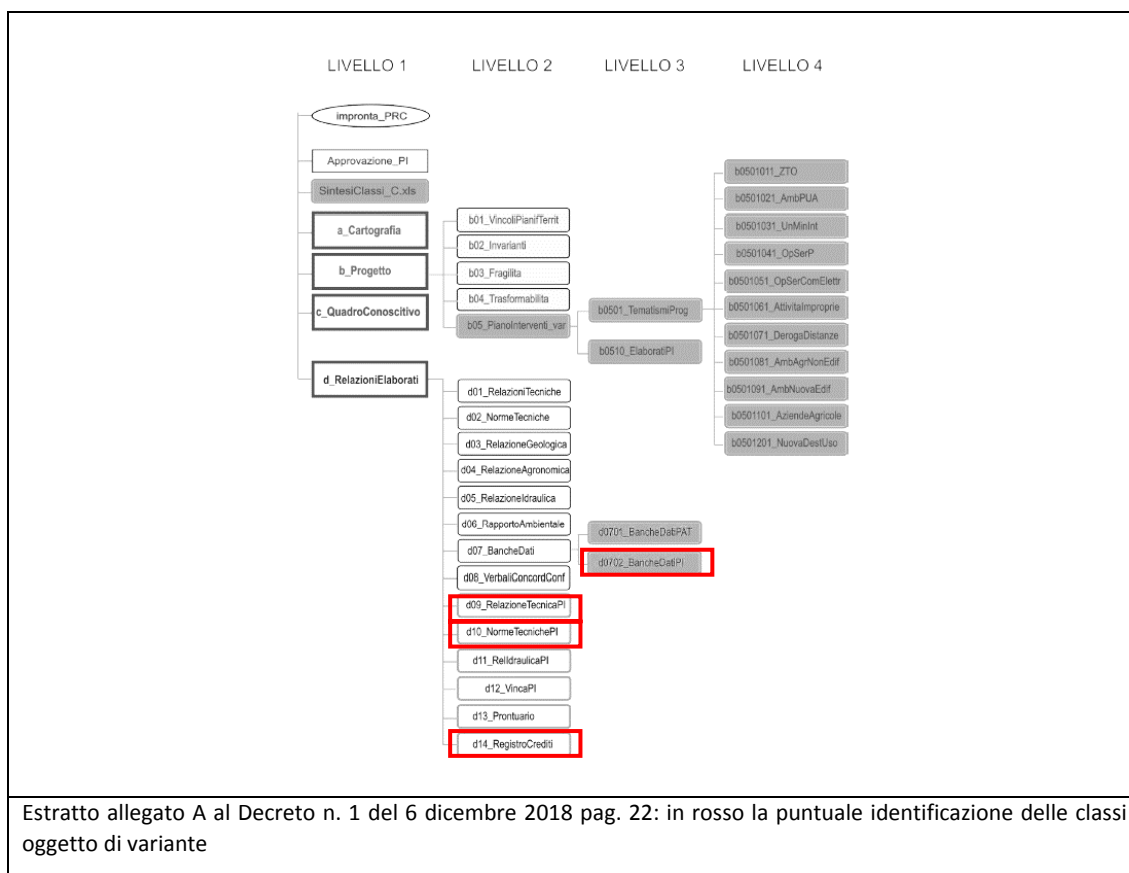 LIVELLO 1 LIVELLO 2 LIVELLO 3 LIVELLO 4
impronta_PRC
Approvazione_PI
SintesiClassi_C.xls
a_Cartografia
b_Progetto
c_QuadroConoscitivo
d_RelazioniElaborati
b01_VincoliPianifTerrit
b02_Invarianti
b03_Fragilita
b04_Trasformabilita
b05_PianoInterventi_var
d01_RelazioniTecniche
d02_NormeTecniche
d03_RelazioneGeologica
d04_RelazioneAgronomica
d05_RelazioneIdraulica
d06_RapportoAmbientale
d07_BancheDati
d08_VerbaliConcordConf
d09_RelazioneTecnicaPI
d10_NormeTecnichePI
d11_RelIdraulicaPI
d12_VincaPI
d13_Prontuario
d14_RegistroCrediti
b0501_TematismiProg
b0510_ElaboratiPI
d0701_BancheDatiPAT
d0702_BancheDatiPI
b0501011_ZTO
b0501021_AmbPUA
b0501031_UnMinInt
b0501041_OpSerP
b0501051_OpSerComElettr
b0501061_AttivitaImproprie
b0501071_DerogaDistanze
b0501081_AmbAgrNonEdif
b0501091_AmbNuovaEdif
b0501101_AziendeAgricole
b0501201_NuovaDestUso
Estratto allegato A al Decreto n. 1 del 6 dicembre 2018 pag. 22: in rosso la puntuale identificazione delle classi
oggetto di variante